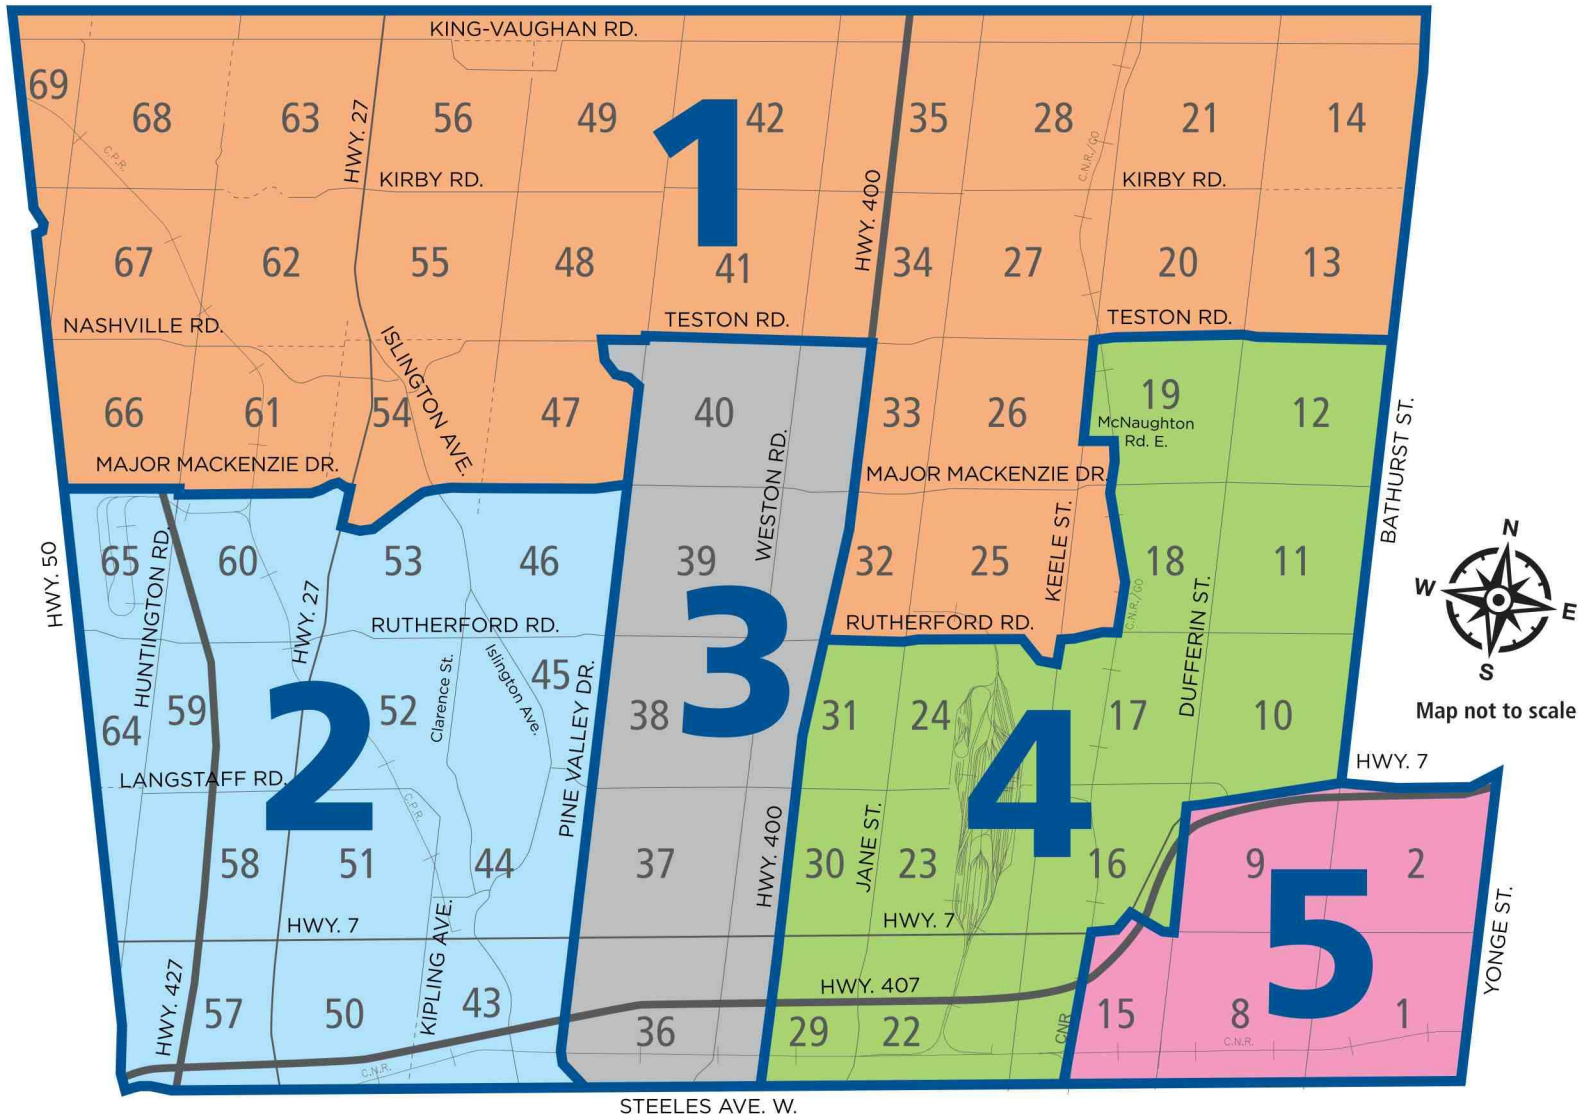 KING-VAUGHAN RD.
69
68
63
HWY. 27
56
49
1
42
35
28
C.N.R./GO
21
14
C.P.R.
KIRBY RD.
KIRBY RD.
HWY. 400
67
62
55
48
41
34
27
20
13
NASHVILLE RD.
ISLINGTON AVE.
TESTON RD.
TESTON RD.
66
61
54
47
40
WESTON RD.
33
26
19
McNaughton
Rd. E.
12
BATHURST ST.
MAJOR MACKENZIE DR.
MAJOR MACKENZIE DR.
HWY. 50
65
HUNTINGTON RD.
60
HWY. 27
53
46
39
3
32
25
KEELE ST.
18
C.N.R./GO
DUFFERIN ST.
11
N
W
E
S
Map not to scale
RUTHERFORD RD.
RUTHERFORD RD.
64
59
2
52
Clarence St.
Islington Ave.
45
PINE VALLEY DR.
38
31
24
4
17
10
LANGSTAFF RD.
C.P.R.
HWY. 7
58
51
44
37
HWY. 400
30
JANE ST.
23
16
9
2
5
YONGE ST.
HWY. 7
KIPLING AVE.
HWY. 7
HWY. 427
57
50
43
36
HWY. 407
29
22
CNR
15
8
1
C.N.R.
C.N.R.
STEELES AVE. W.